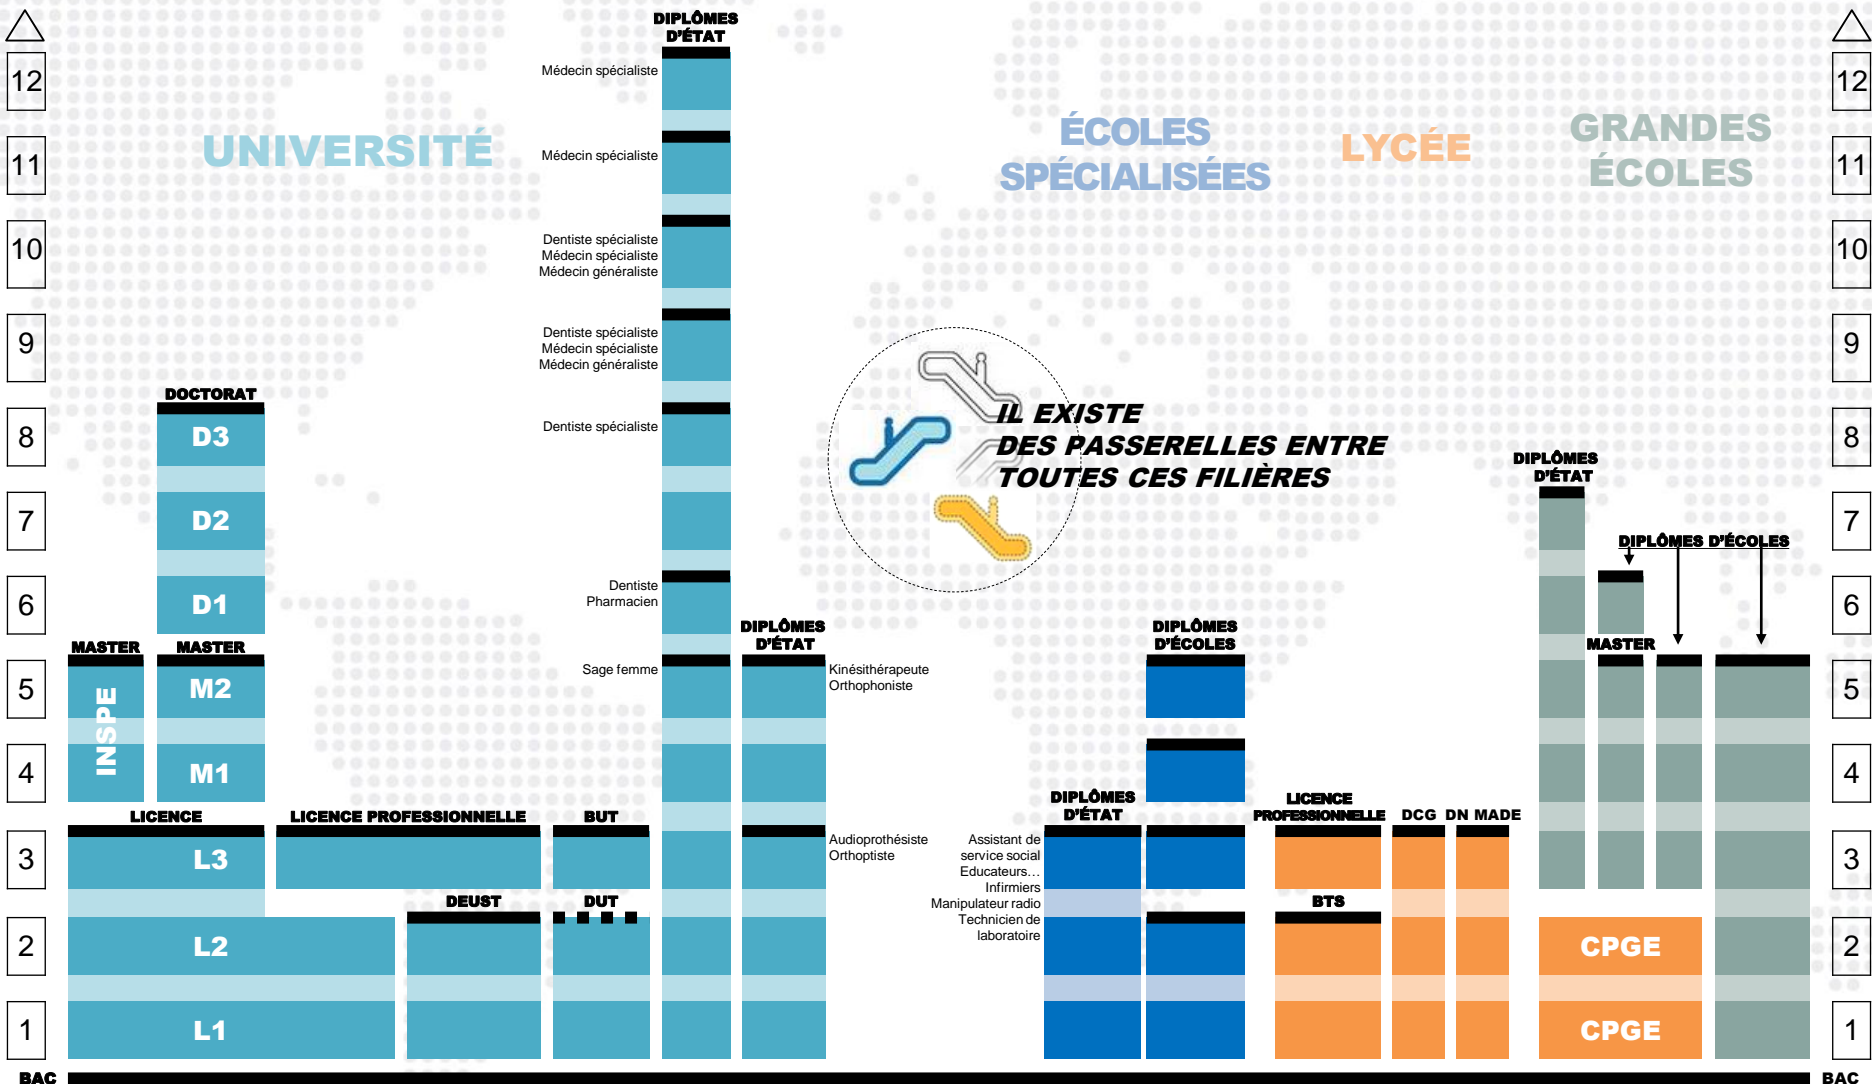 DIPLÔMES
D'ÉTAT
12
Médecin spécialiste
12
UNIVERSITÉ
ÉCOLES
SPÉCIALISÉES
LYCÉE
GRANDES
ÉCOLES
11
Médecin spécialiste
11
10
Dentiste spécialiste
Médecin spécialiste
Médecin généraliste
10
9
Dentiste spécialiste
Médecin spécialiste
Médecin généraliste
9
DOCTORAT
8
D3
Dentiste spécialiste
IL EXISTE
DES PASSERELLES ENTRE
TOUTES CES FILIÈRES
8
DIPLÔMES
D'ÉTAT
7
D2
DIPLÔMES D'ÉCOLES
7
6
D1
Dentiste
Pharmacien
6
DIPLÔMES
D'ÉTAT
DIPLÔMES
D'ÉCOLES
MASTER
MASTER
MASTER
5
INSPE
M2
Sage femme
Kinésithérapeute
Orthophoniste
5
4
M1
4
LICENCE
LICENCE PROFESSIONNELLE
BUT
DIPLÔMES
D'ÉTAT
LICENCE
PROFESSIONNELLE
DCG
DN MADE
3
L3
Audioprothésiste
Orthoptiste
Assistant de
service social
Educateurs…
Infirmiers
Manipulateur radio
Technicien de
laboratoire
3
DEUST
DUT
BTS
2
L2
CPGE
2
1
L1
CPGE
1
BAC
BAC